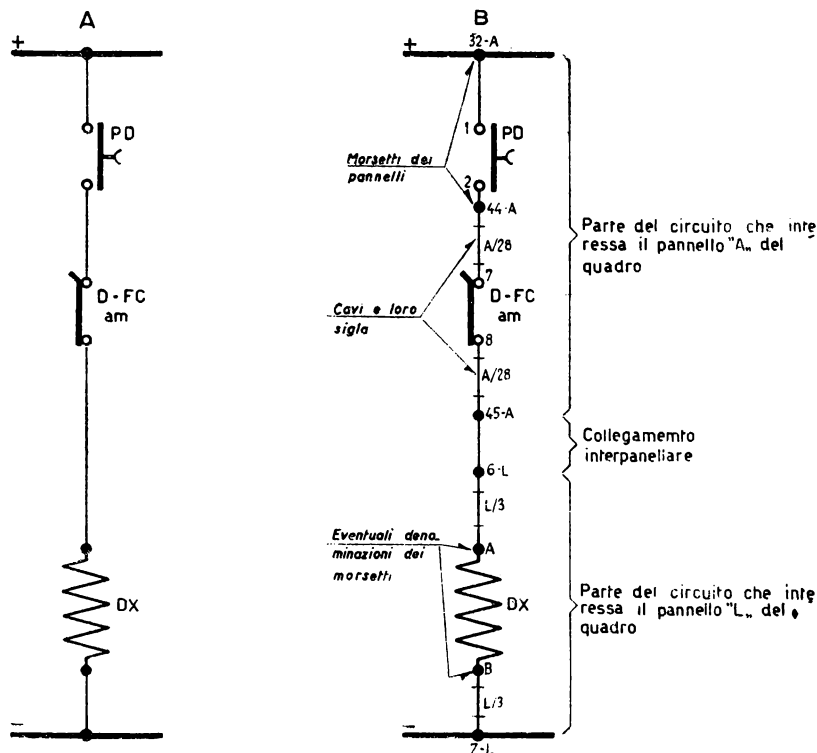 A
+
PD
D-FC
am
DX
−
B
32-A
+
1
PD
2
Morsetti dei
pannelli
44-A
A/28
7
D-FC
am
Cavi e loro
sigla
8
A/28
45-A
6-L
L/3
Eventuali deno_
minazioni dei
morsetti
A
DX
B
L/3
−
7-L
Parte del circuito che inte
ressa il pannello "A„ del
quadro
Collegamemto
interpanellare
Parte del circuito che inte
ressa il pannello "L„ del
quadro